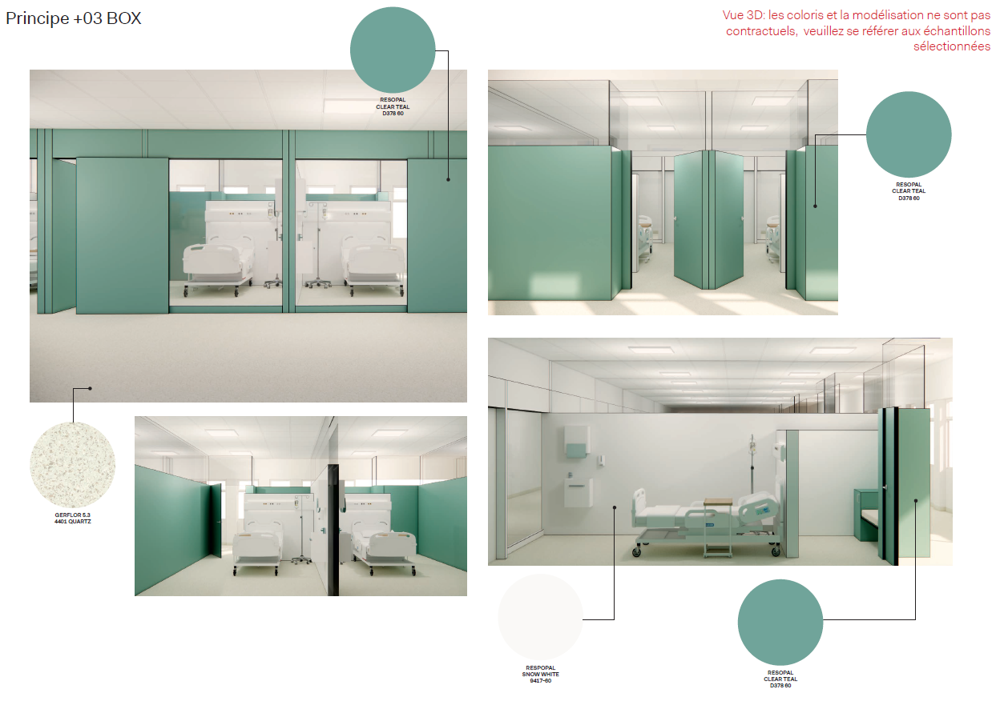 Principe +03 BOX
Vue 3D: les coloris et la modélisation ne sont pas
contractuels, veuillez se référer aux échantillons
sélectionnées
RESOPAL
CLEAR TEAL
D378 60
RESOPAL
CLEAR TEAL
D378 60
GERFLOR 5.3
4401 QUARTZ
RESPOPAL
SNOW WHITE
9417-60
RESOPAL
CLEAR TEAL
D378 60